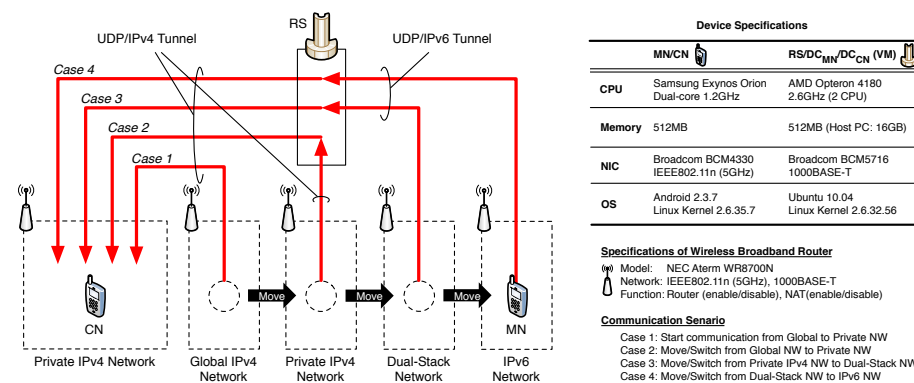 RS
UDP/IPv4 Tunnel
UDP/IPv6 Tunnel
Case 4
Case 3
Case 2
Case 1
Move
Move
Move
CN
MN
Private IPv4 Network
Global IPv4
Network
Private IPv4
Network
Dual-Stack
Network
IPv6
Network
Device Specifications
MN/CN
RS/DCMN/DCCN (VM)
CPU
Samsung Exynos Orion
Dual-core 1.2GHz
AMD Opteron 4180
2.6GHz (2 CPU)
Memory
512MB
512MB (Host PC: 16GB)
NIC
Broadcom BCM4330
IEEE802.11n (5GHz)
Broadcom BCM5716
1000BASE-T
OS
Android 2.3.7
Linux Kernel 2.6.35.7
Ubuntu 10.04
Linux Kernel 2.6.32.56
Specifications of Wireless Broadband Router
Model: NEC Aterm WR8700N
Network: IEEE802.11n (5GHz), 1000BASE-T
Function: Router (enable/disable), NAT(enable/disable)
Communication Senario
Case 1: Start communication from Global to Private NW
Case 2: Move/Switch from Global NW to Private NW
Case 3: Move/Switch from Private IPv4 NW to Dual-Stack NW
Case 4: Move/Switch from Dual-Stack NW to IPv6 NW